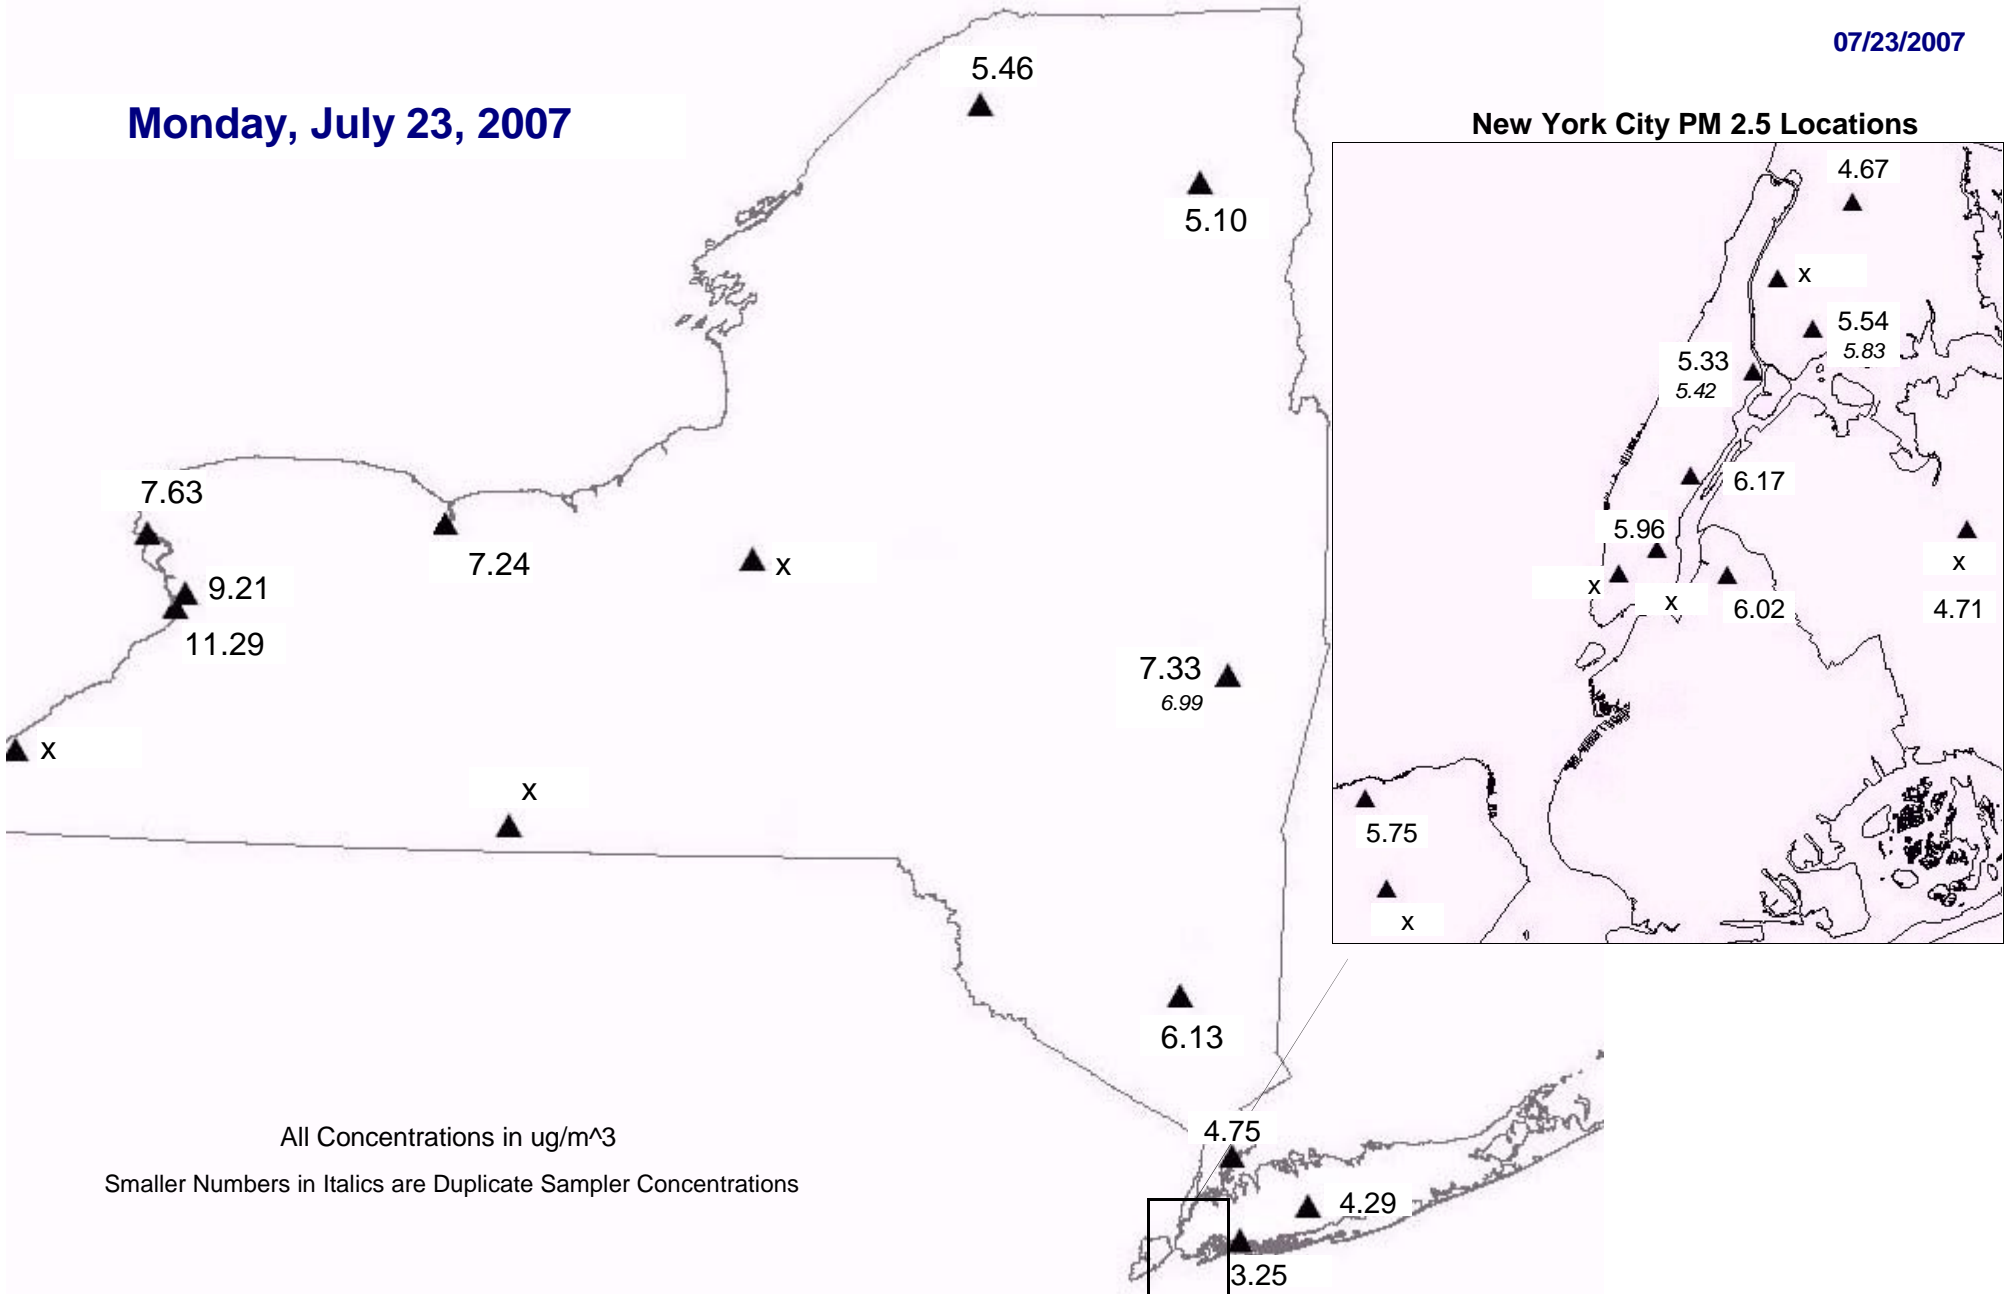 07/23/2007
Monday, July 23, 2007
New York City PM 2.5 Locations
5.46
5.10
7.63
9.21
11.29
7.24
x
7.33
6.99
x
x
6.13
4.75
4.29
3.25
4.67
x
5.54
5.83
5.33
5.42
6.17
5.96
x
x
6.02
x
4.71
5.75
x
All Concentrations in ug/m^3
Smaller Numbers in Italics are Duplicate Sampler Concentrations